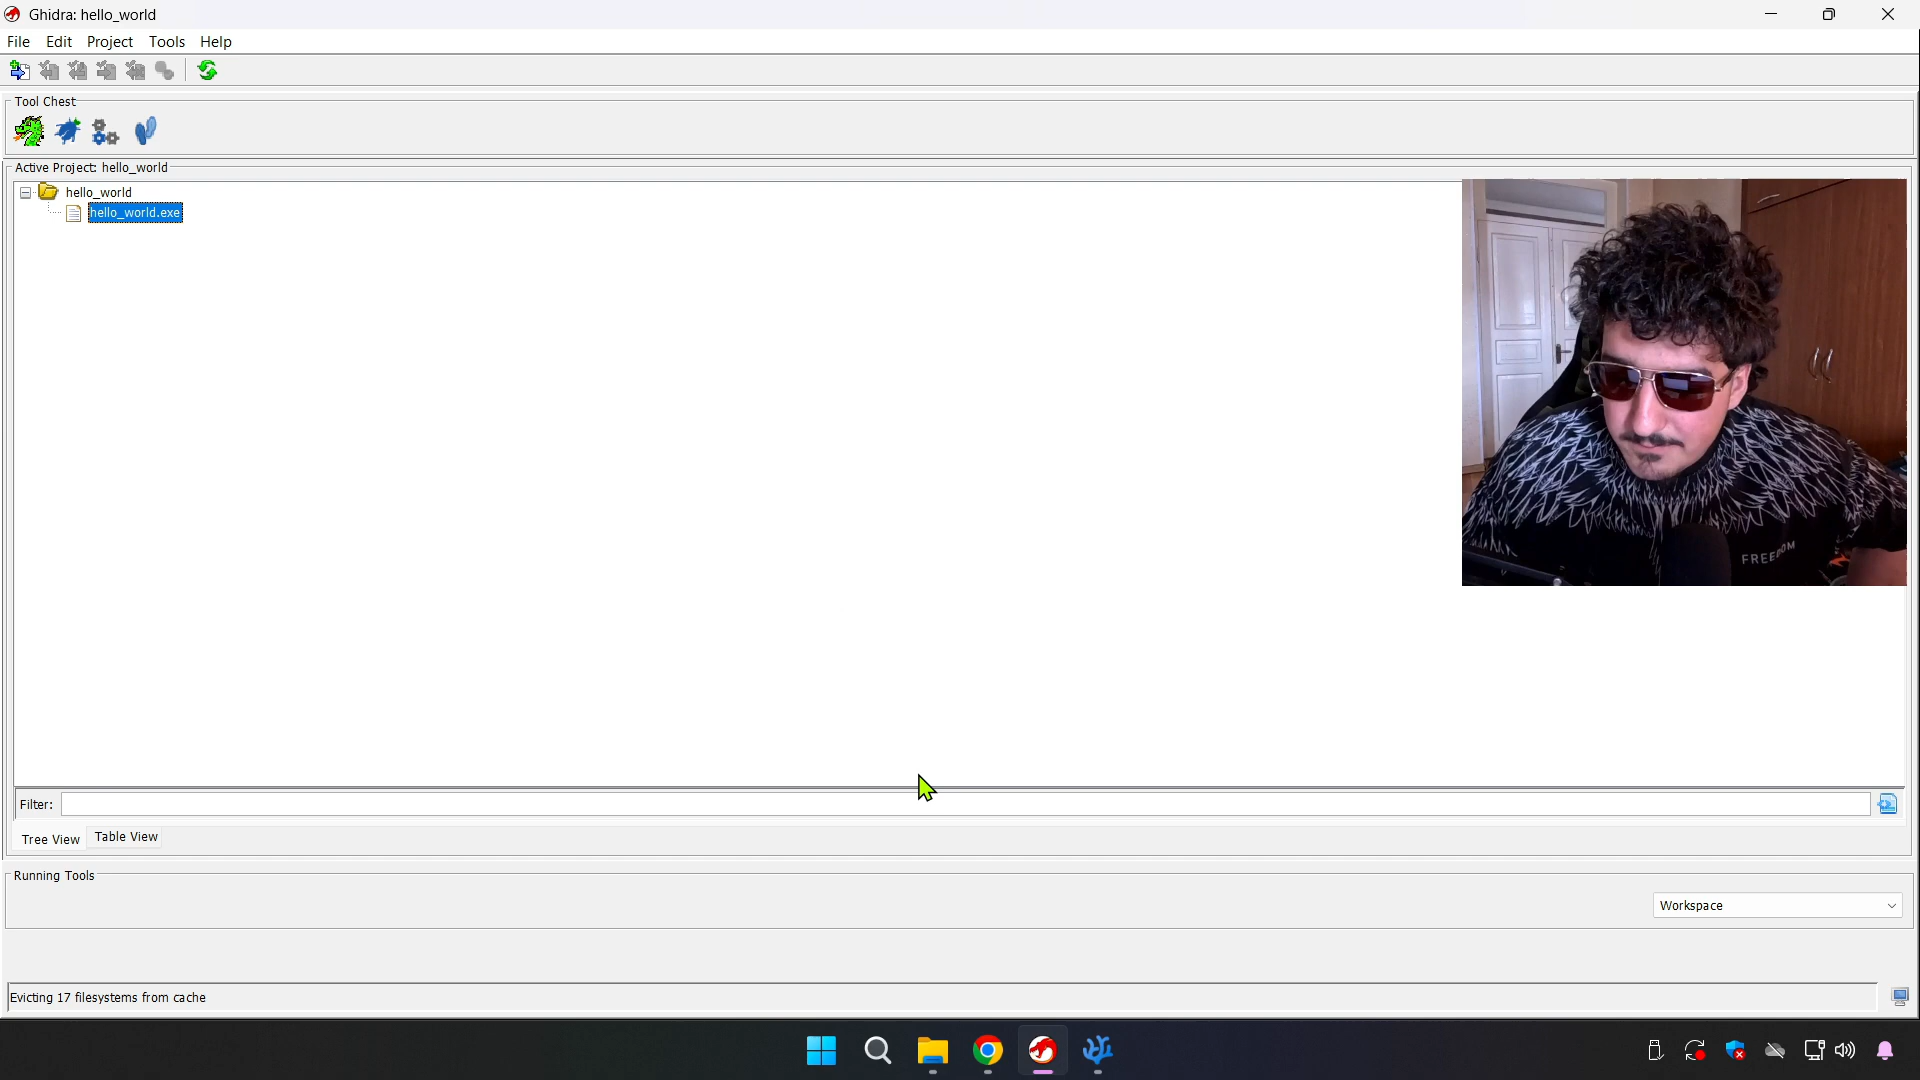 Ghidra: hello_world
File Edit Project Tools Help
Tool Chest
Active Project: hello_world
hello_world
hello_world.exe
FREEDOM
Filter:
Tree View Table View
Running Tools
Workspace
Evicting 17 filesystems from cache